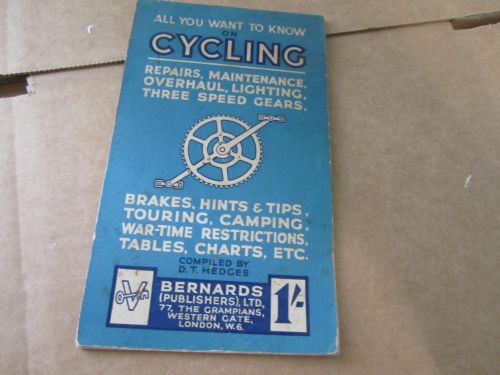 ALL YOU WANT TO KNOW
ON
CYCLING
REPAIRS, MAINTENANCE,
OVERHAUL, LIGHTING,
THREE SPEED GEARS,
BRAKES, HINTS & TIPS,
TOURING, CAMPING,
WAR-TIME RESTRICTIONS,
TABLES, CHARTS, ETC.
COMPILED BY
D. T. HEDGES
BERNARDS
(PUBLISHERS), LTD,
77, THE GRAMPIANS,
WESTERN GATE,
LONDON, W.6.
1/-